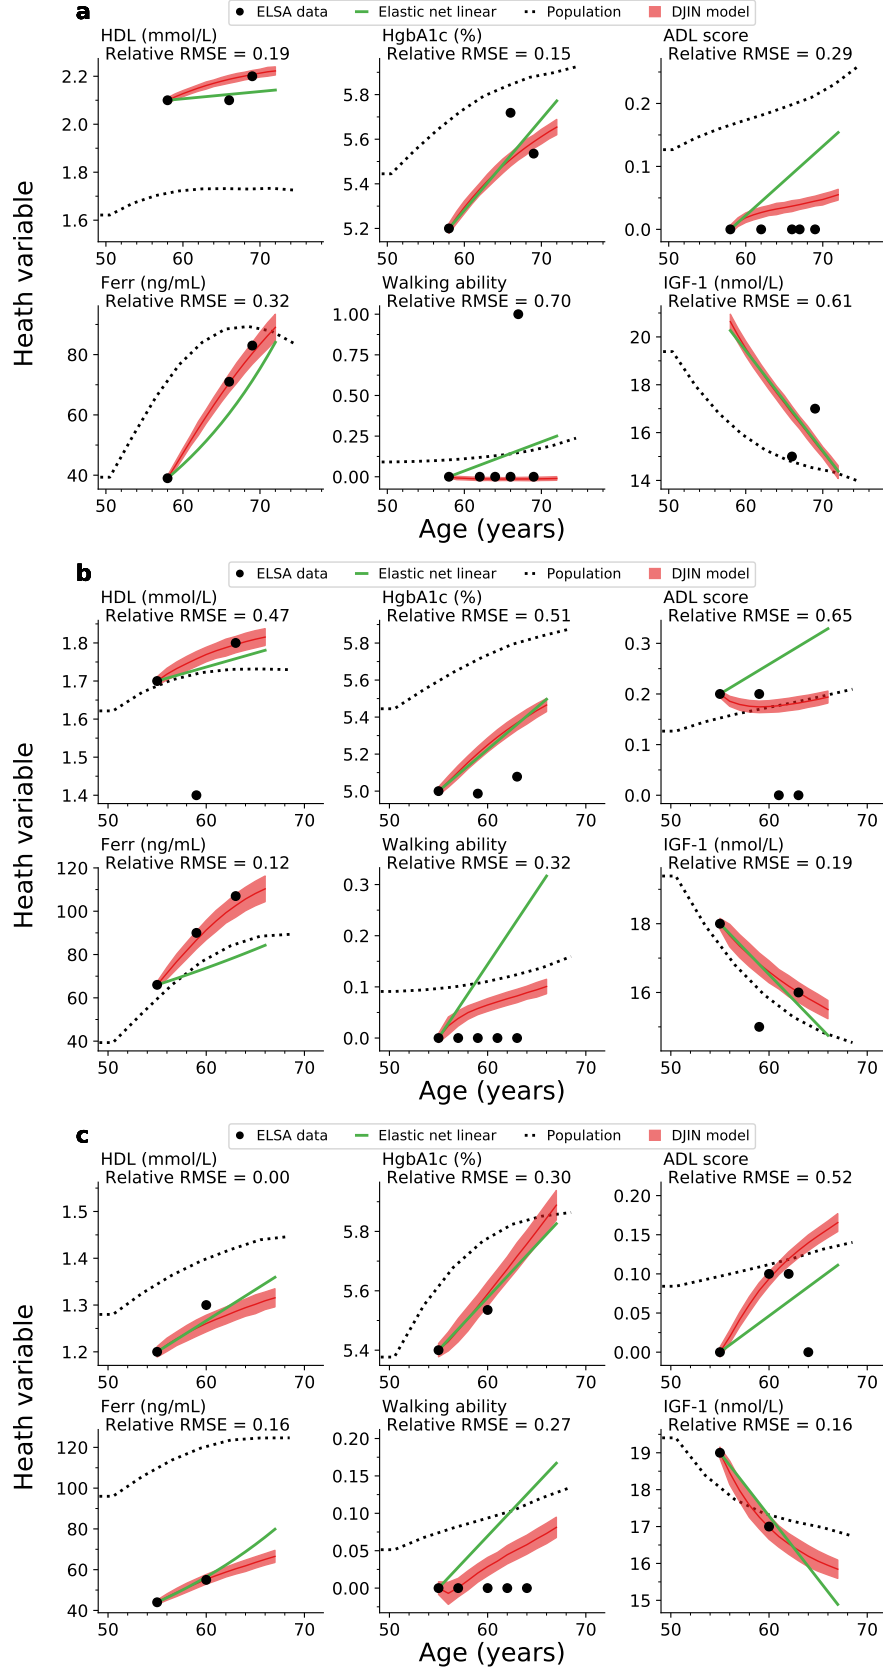 a
ELSA data Elastic net linear Population DJIN model
HDL (mmol/L)
Relative RMSE = 0.19
2.2
2.0
1.8
1.6
50 60 70
HgbA1c (%)
Relative RMSE = 0.15
5.8
5.6
5.4
5.2
50 60 70
ADL score
Relative RMSE = 0.29
0.2
0.1
0.0
50 60 70
Heath variable
Ferr (ng/mL)
Relative RMSE = 0.32
80
60
40
50 60 70
Walking ability
Relative RMSE = 0.70
1.00
0.75
0.50
0.25
0.00
50 60 70
IGF-1 (nmol/L)
Relative RMSE = 0.61
20
18
16
14
50 60 70
Age (years)
b
ELSA data Elastic net linear Population DJIN model
HDL (mmol/L)
Relative RMSE = 0.47
1.8
1.7
1.6
1.5
1.4
50 60 70
HgbA1c (%)
Relative RMSE = 0.51
5.8
5.6
5.4
5.2
5.0
50 60 70
ADL score
Relative RMSE = 0.65
0.3
0.2
0.1
0.0
50 60 70
Heath variable
Ferr (ng/mL)
Relative RMSE = 0.12
120
100
80
60
40
50 60 70
Walking ability
Relative RMSE = 0.32
0.3
0.2
0.1
0.0
50 60 70
IGF-1 (nmol/L)
Relative RMSE = 0.19
18
16
50 60 70
Age (years)
c
ELSA data Elastic net linear Population DJIN model
HDL (mmol/L)
Relative RMSE = 0.00
1.5
1.4
1.3
1.2
50 60 70
HgbA1c (%)
Relative RMSE = 0.30
5.8
5.6
5.4
50 60 70
ADL score
Relative RMSE = 0.52
0.20
0.15
0.10
0.05
0.00
50 60 70
Heath variable
Ferr (ng/mL)
Relative RMSE = 0.16
120
100
80
60
40
50 60 70
Walking ability
Relative RMSE = 0.27
0.20
0.15
0.10
0.05
0.00
50 60 70
IGF-1 (nmol/L)
Relative RMSE = 0.16
19
18
17
16
15
50 60 70
Age (years)